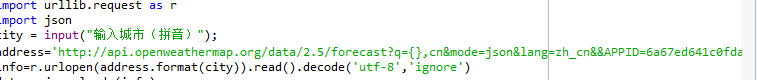 import urllib.request as r
import json
city = input("输入城市（拼音）");
address='http://api.openweathermap.org/data/2.5/forecast?q={},cn&mode=json&lang=zh_cn&&APPID=6a67ed641c0fda
info=r.urlopen(address.format(city)).read().decode('utf-8','ignore')